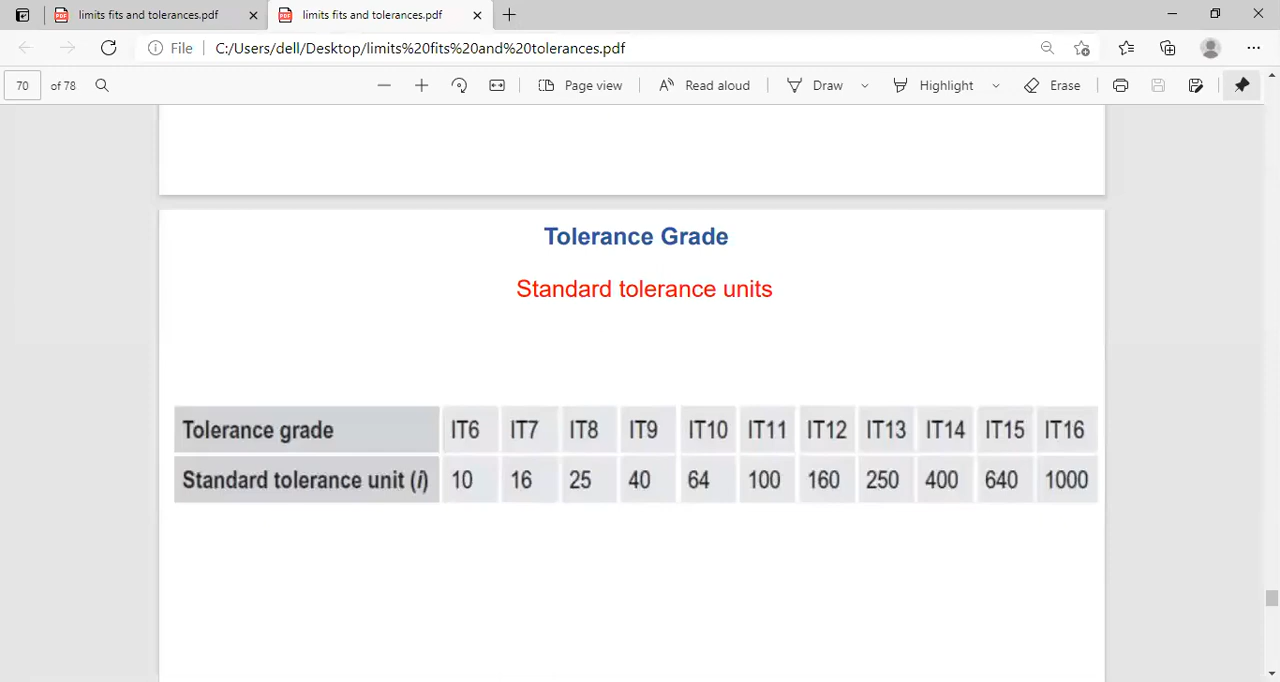 limits fits and tolerances.pdf
limits fits and tolerances.pdf
File
C:/Users/dell/Desktop/limits%20fits%20and%20tolerances.pdf
70 of 78
Page view
Read aloud
Draw
Highlight
Erase
Tolerance Grade
Standard tolerance units
Tolerance grade IT6 IT7 IT8 IT9 IT10 IT11 IT12 IT13 IT14 IT15 IT16
Standard tolerance unit (i) 10 16 25 40 64 100 160 250 400 640 1000